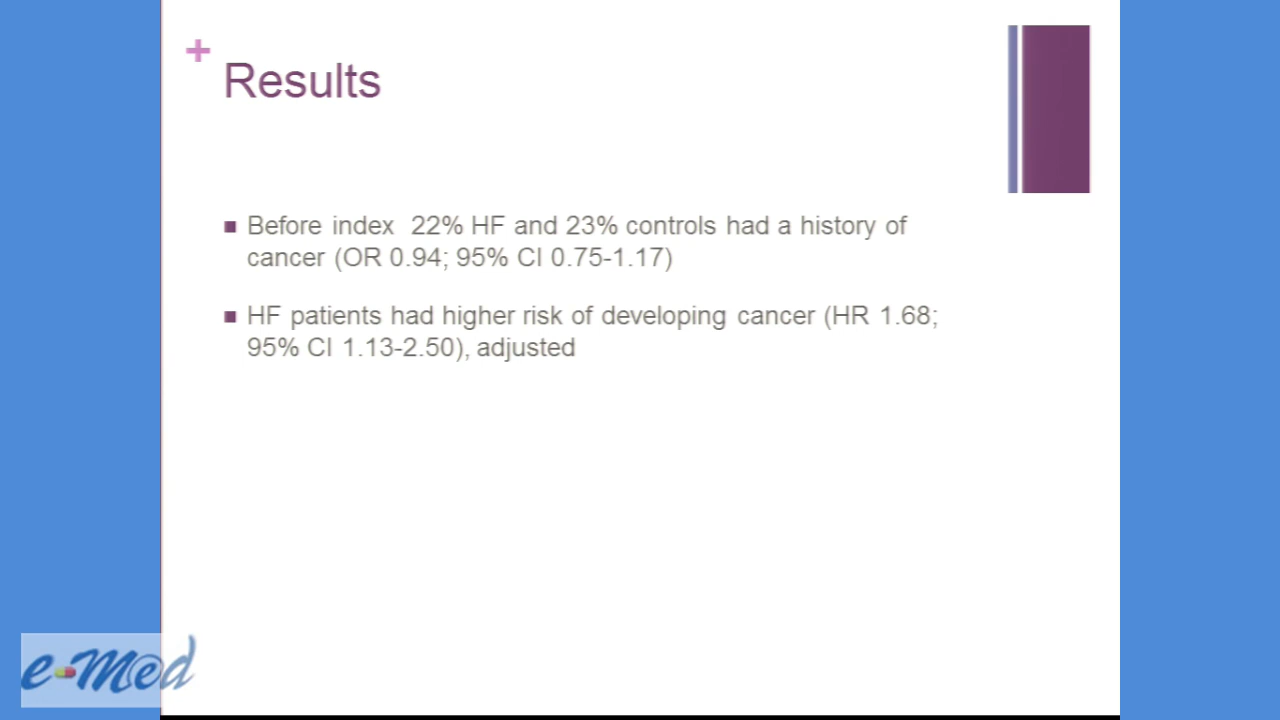 +
Results
Before index 22% HF and 23% controls had a history of
cancer (OR 0.94; 95% CI 0.75-1.17)
HF patients had higher risk of developing cancer (HR 1.68;
95% CI 1.13-2.50), adjusted
e-Med